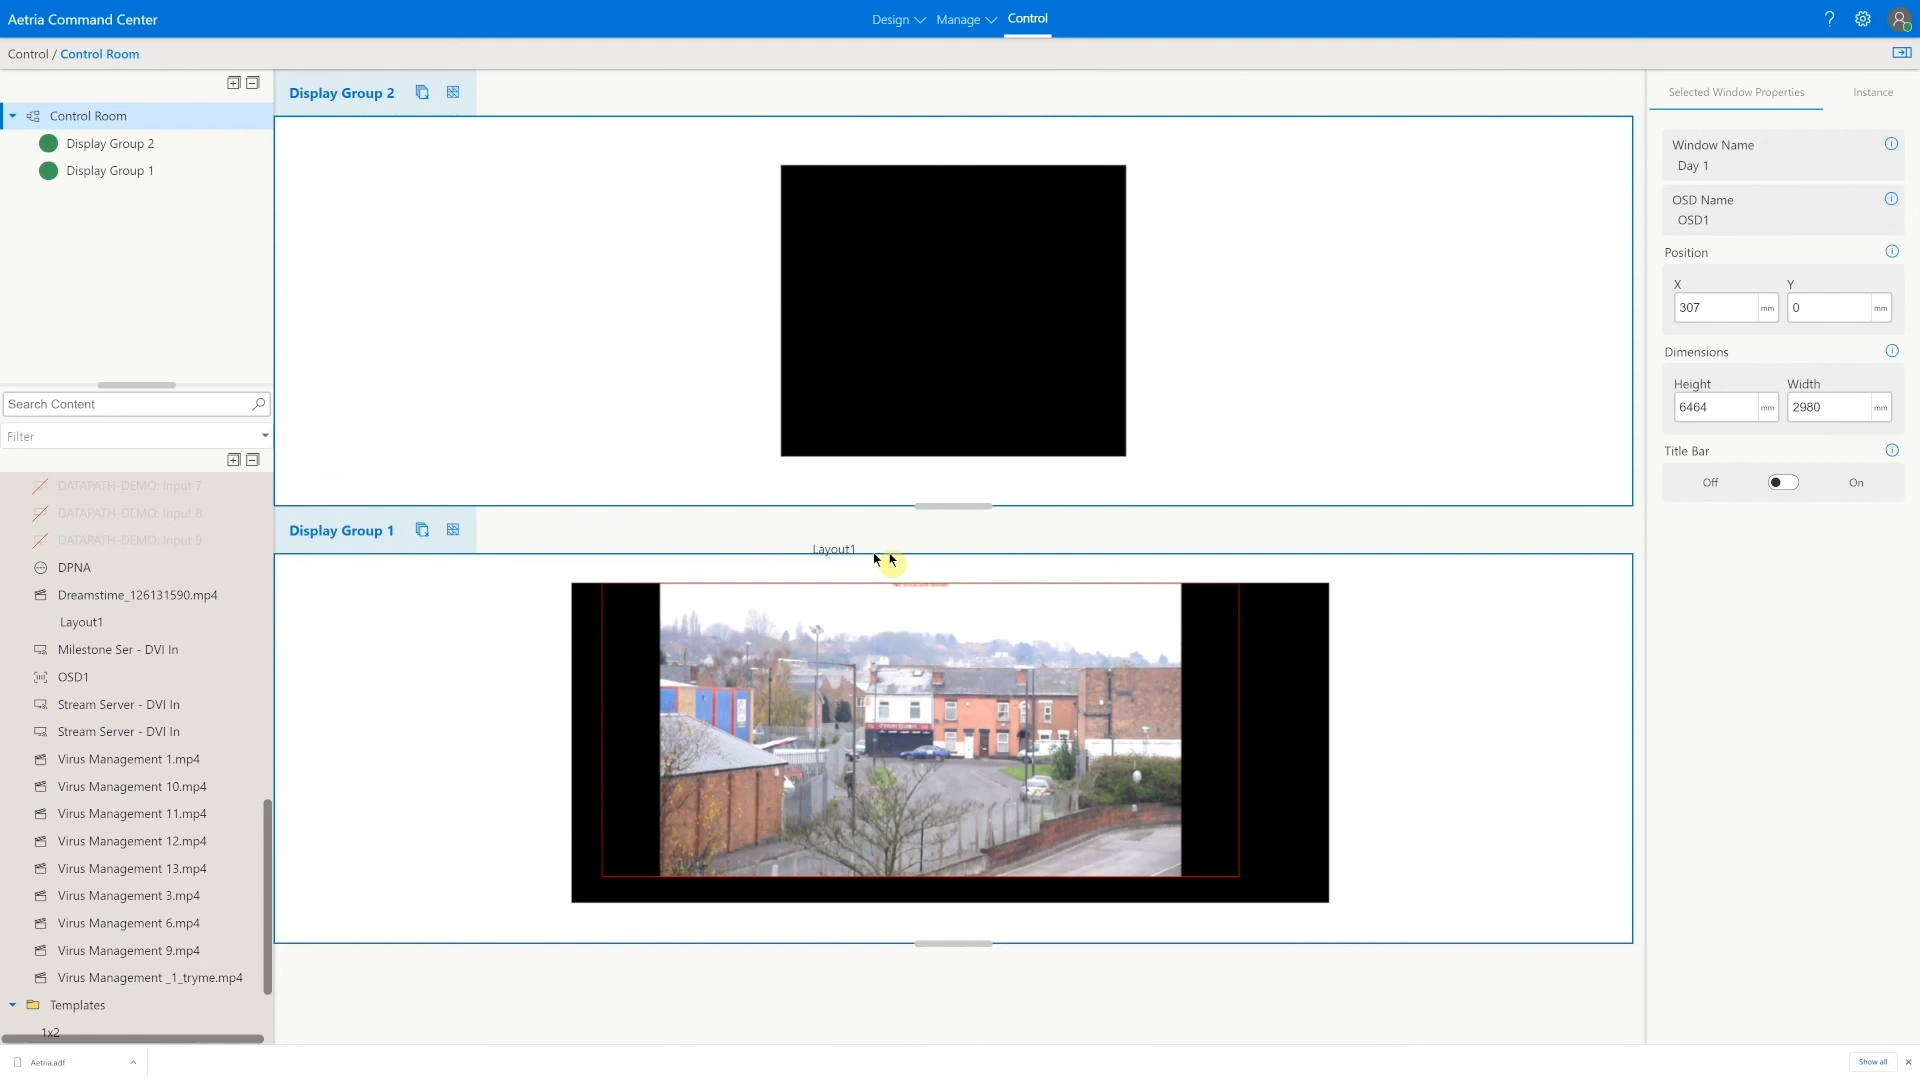 Aetria Command Center
Design
Manage
Control
?
Control / Control Room
Control Room
Display Group 2
Display Group 1
Search Content
Filter
DATAPATH-DEMO: Input 7
DATAPATH-DEMO: Input 8
DATAPATH-DEMO: Input 9
DPNA
Dreamstime_126131590.mp4
Layout1
Milestone Ser - DVI In
OSD1
Stream Server - DVI In
Stream Server - DVI In
Virus Management 1.mp4
Virus Management 10.mp4
Virus Management 11.mp4
Virus Management 12.mp4
Virus Management 13.mp4
Virus Management 3.mp4
Virus Management 6.mp4
Virus Management 9.mp4
Virus Management _1_tryme.mp4
Templates
1x2
Display Group 2
Display Group 1
Layout1
Selected Window Properties
Instance
Window Name
Day 1
OSD Name
OSD1
Position
X
Y
307 mm
0 mm
Dimensions
Height
Width
6464 mm
2980 mm
Title Bar
Off
On
Aetria.adf
Show all